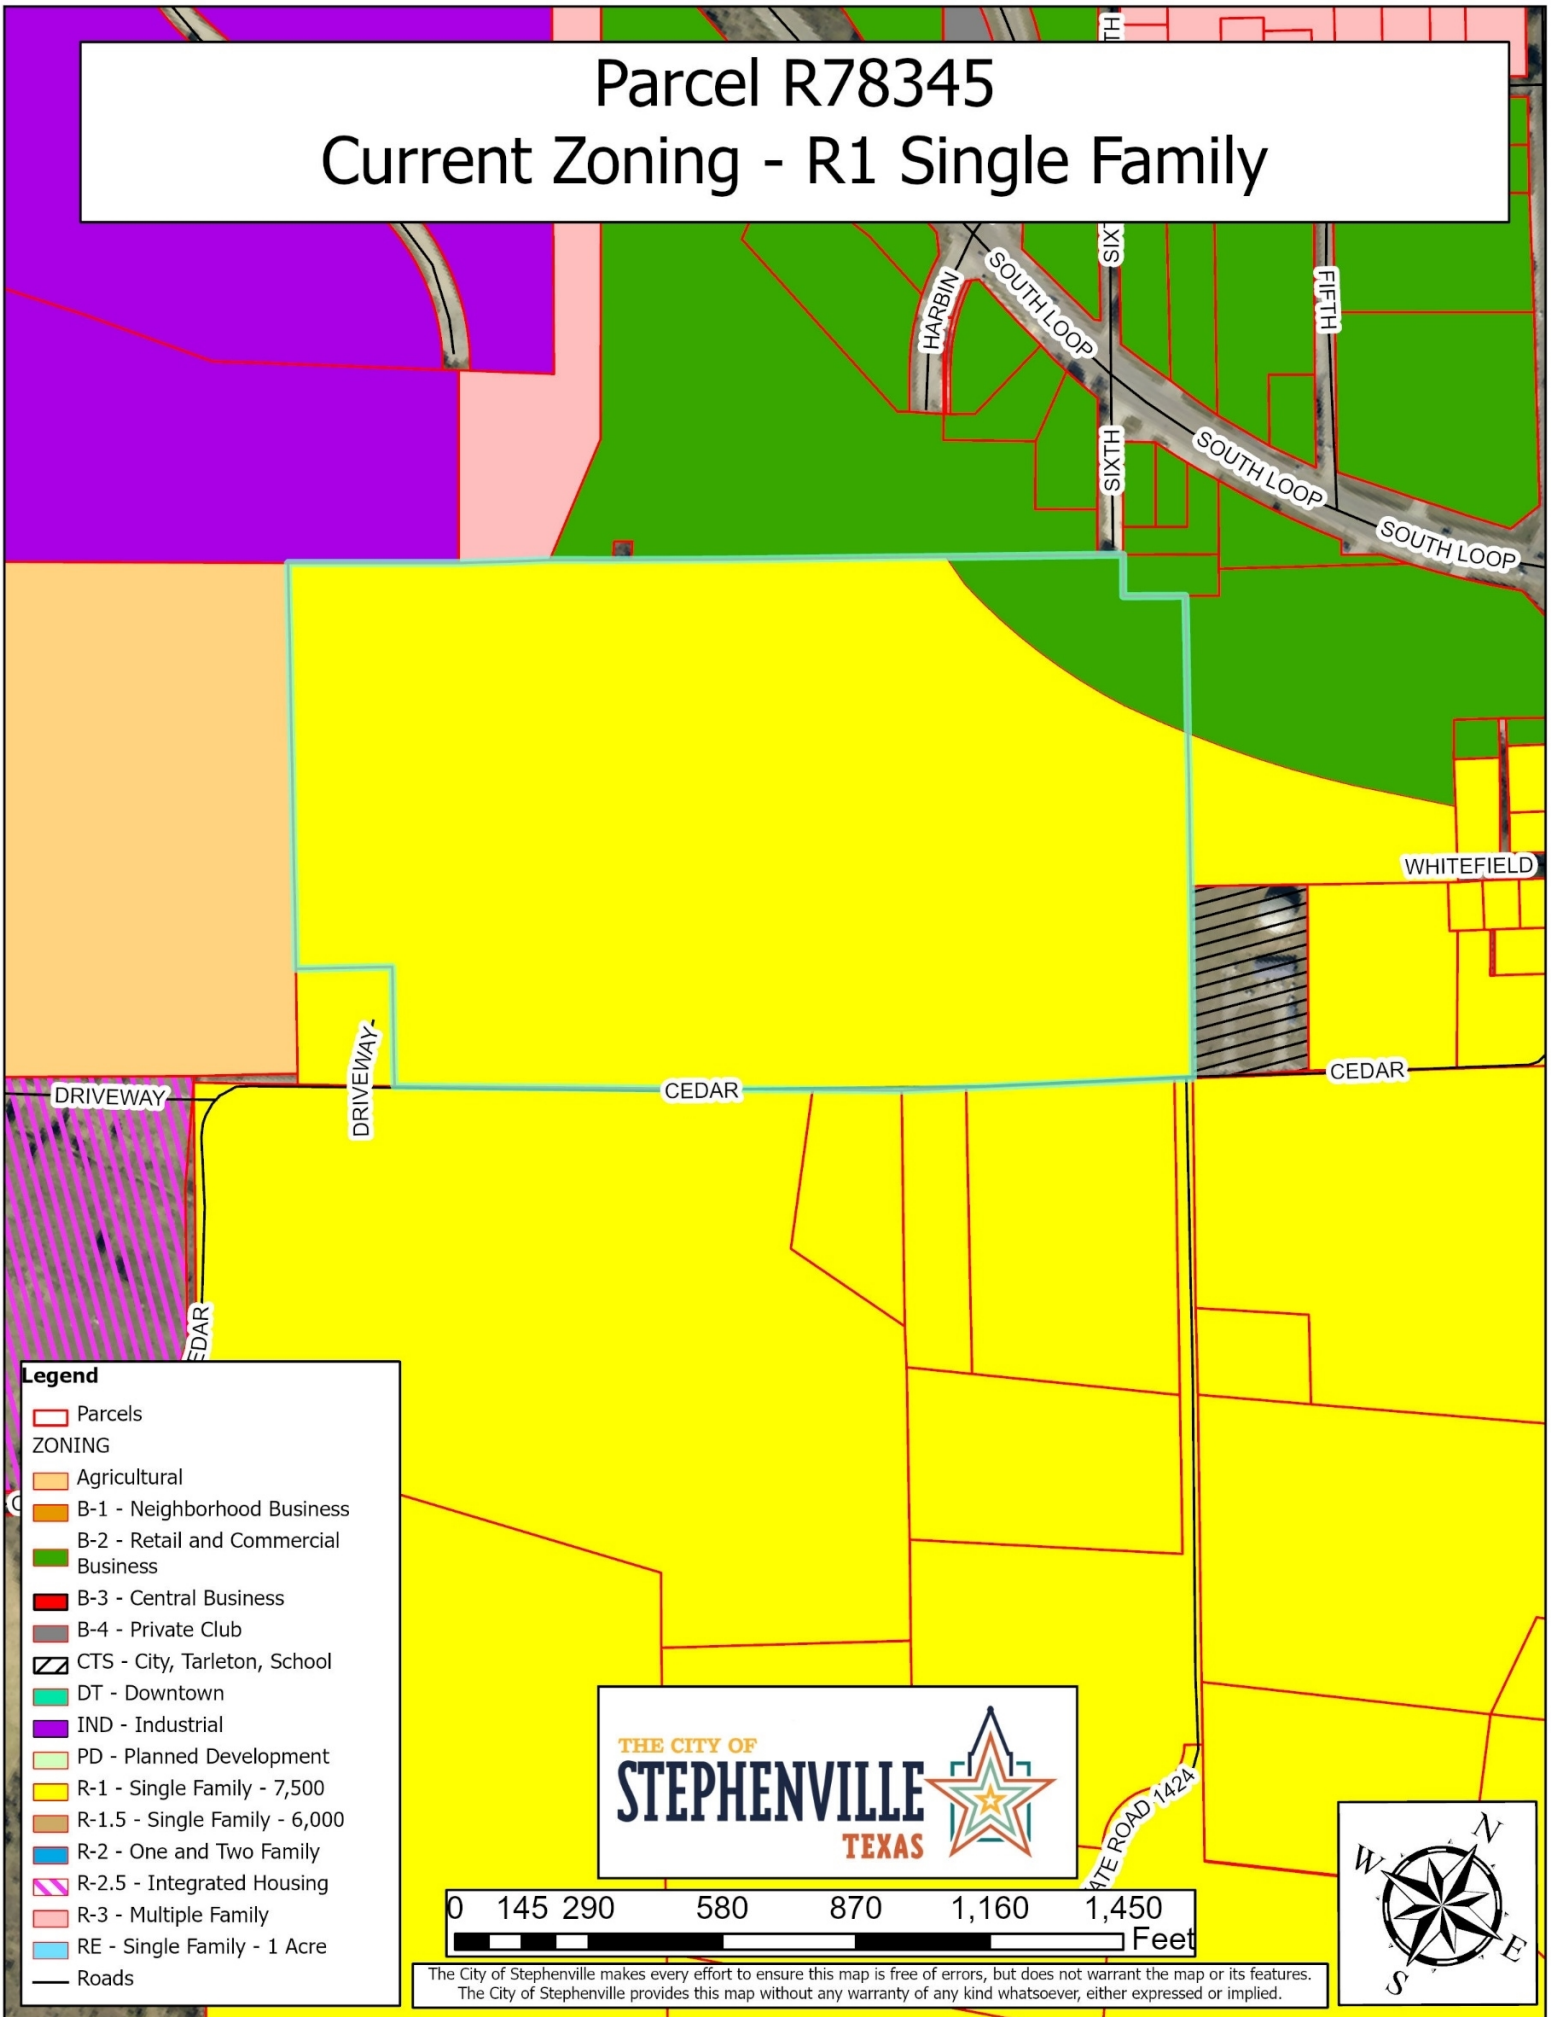 Parcel R78345
Current Zoning - R1 Single Family
TH
SIXT
HARBIN
SOUTH LOOP
FIFTH
SIXTH
SOUTH LOOP
SOUTH LOOP
WHITEFIELD
CEDAR
DRIVEWAY
DRIVEWAY
CEDAR
EDAR
Legend
Parcels
ZONING
Agricultural
B-1 - Neighborhood Business
B-2 - Retail and Commercial
Business
B-3 - Central Business
B-4 - Private Club
CTS - City, Tarleton, School
DT - Downtown
IND - Industrial
PD - Planned Development
R-1 - Single Family - 7,500
R-1.5 - Single Family - 6,000
R-2 - One and Two Family
R-2.5 - Integrated Housing
R-3 - Multiple Family
RE - Single Family - 1 Acre
Roads
C
THE CITY OF
STEPHENVILLE
TEXAS
ATE ROAD 1424
N
W
E
S
0 145 290 580 870 1,160 1,450
Feet
The City of Stephenville makes every effort to ensure this map is free of errors, but does not warrant the map or its features.
The City of Stephenville provides this map without any warranty of any kind whatsoever, either expressed or implied.